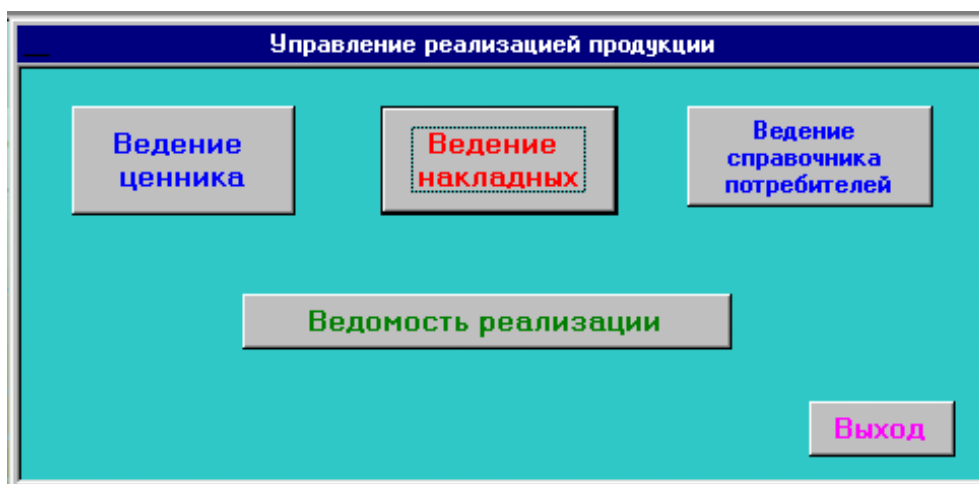 Управление реализацией продукции
Ведение
ценника
Ведение
накладных
Ведение
справочника
потребителей
Ведомость реализации
Выход